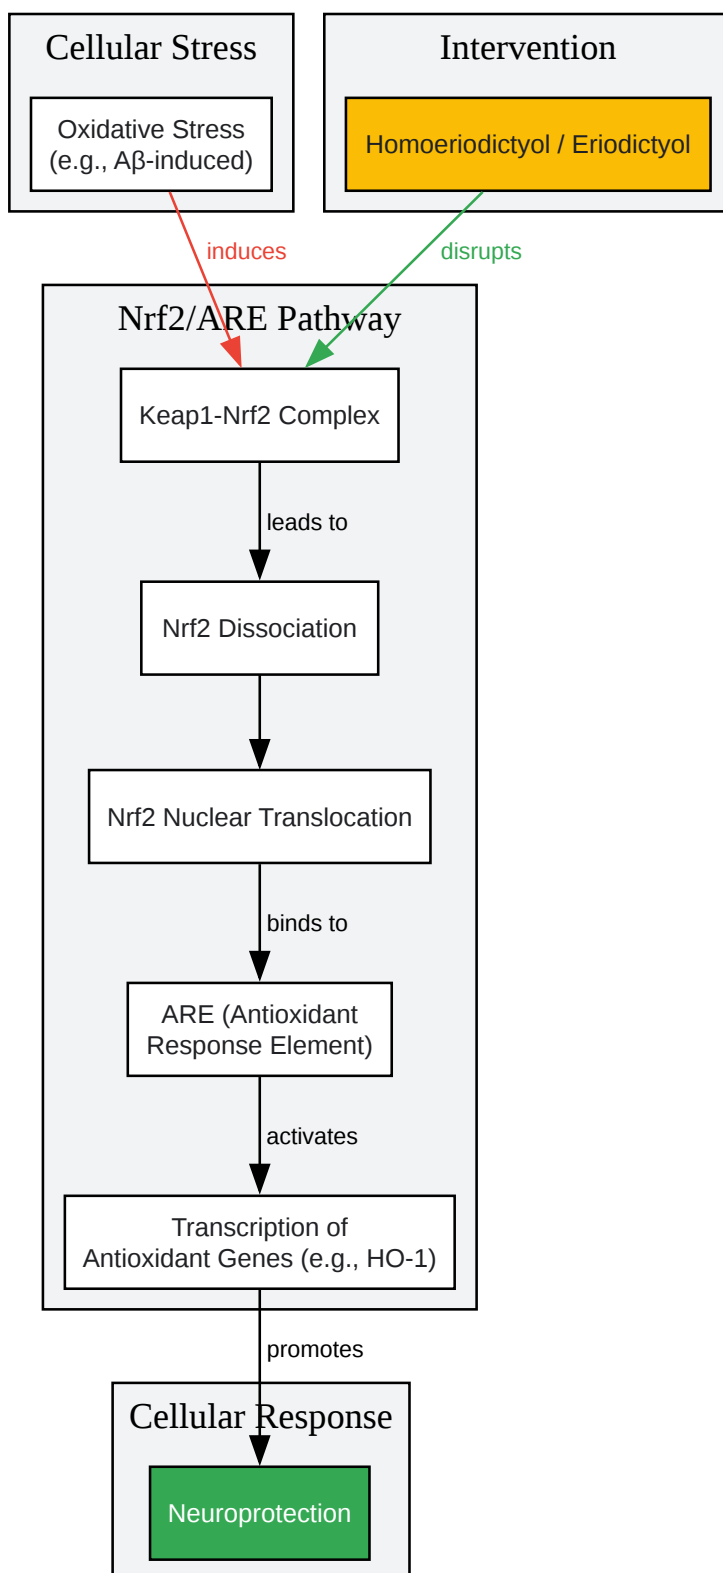 Cellular Stress
Intervention
Oxidative Stress
(e.g., Aβ-induced)
Homoeriodictyol / Eriodictyol
induces
disrupts
Nrf2/ARE Pathway
Keap1-Nrf2 Complex
leads to
Nrf2 Dissociation
Nrf2 Nuclear Translocation
binds to
ARE (Antioxidant
Response Element)
activates
Transcription of
Antioxidant Genes (e.g., HO-1)
promotes
Cellular Response
Neuroprotection